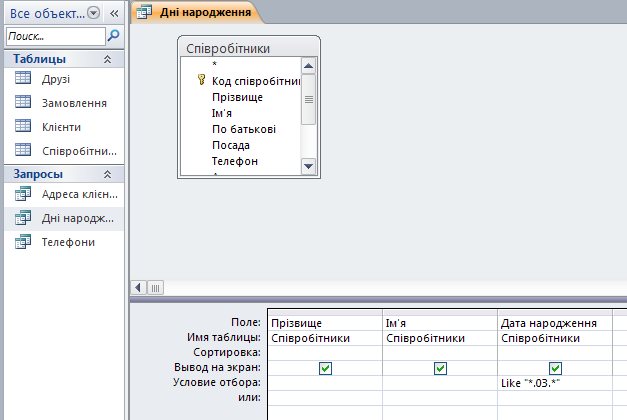 Все объект...
Поиск...
Таблицы
Друзі
Замовлення
Клієнти
Співробітни...
Запросы
Адреса клієн...
Дні народж...
Телефони
Дні народження
Співробітники
*
Код співробітни
Прізвище
Ім'я
По батькові
Посада
Телефон
Поле: Прізвище Ім'я Дата народження
Имя таблицы: Співробітники Співробітники Співробітники
Сортировка:
Вывод на экран:
Условие отбора: Like "*.03.*"
или: